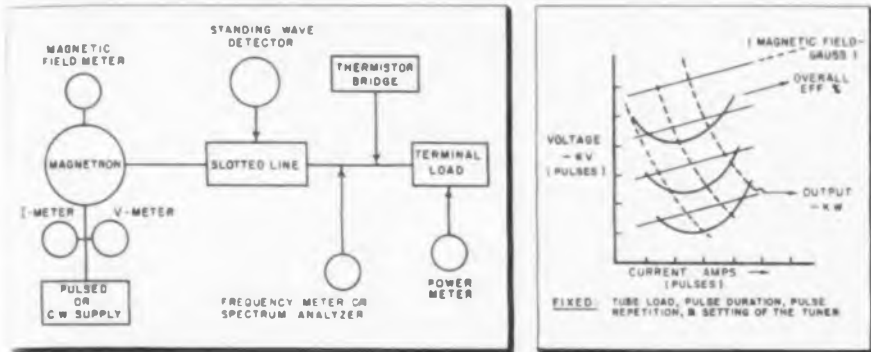 MAGNETIC
FIELD METER
STANDING WAVE
DETECTOR
THERMISTOR
BRIDGE
MAGNETRON
SLOTTED LINE
TERMINAL
LOAD
I-METER
V-METER
PULSED
OR
CW SUPPLY
FREQUENCY METER OR
SPECTRUM ANALYZER
POWER
METER
( MAGNETIC FIELD-
GAUSS )
OVERALL
EFF %
VOLTAGE
-KV
(PULSES)
OUTPUT
-KW
CURRENT AMPS
(PULSES)
FIXED: TUBE LOAD, PULSE DURATION, PULSE
REPETITION, & SETTING OF THE TUNER